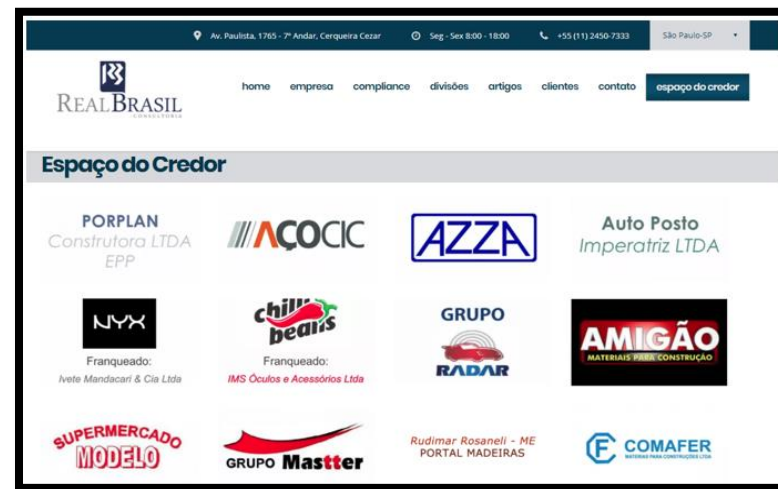 Av. Paulista, 1765 - 7º Andar, Cerqueira Cezar Seg - Sex 8:00 - 18:00 +55 (11) 2450-7333 São Paulo-SP
REALBRASIL
CONSULTORIA
home empresa compliance divisões artigos clientes contato espaço do credor
Espaço do Credor
PORPLAN
Construtora LTDA
EPP
AÇOCIC
AZZA
Auto Posto
Imperatriz LTDA
NYX
Franqueado:
Ivete Mandacari & Cia Ltda
chilli
beans
Franqueado:
IMS Óculos e Acessórios Ltda
GRUPO
RADAR
AMIGÃO
MATERIAIS PARA CONSTRUÇÃO
SUPERMERCADO
MODELO
GRUPO Mastter
Rudimar Rosaneli - ME
PORTAL MADEIRAS
COMAFER
MATERIAIS PARA CONSTRUÇÕES LTDA